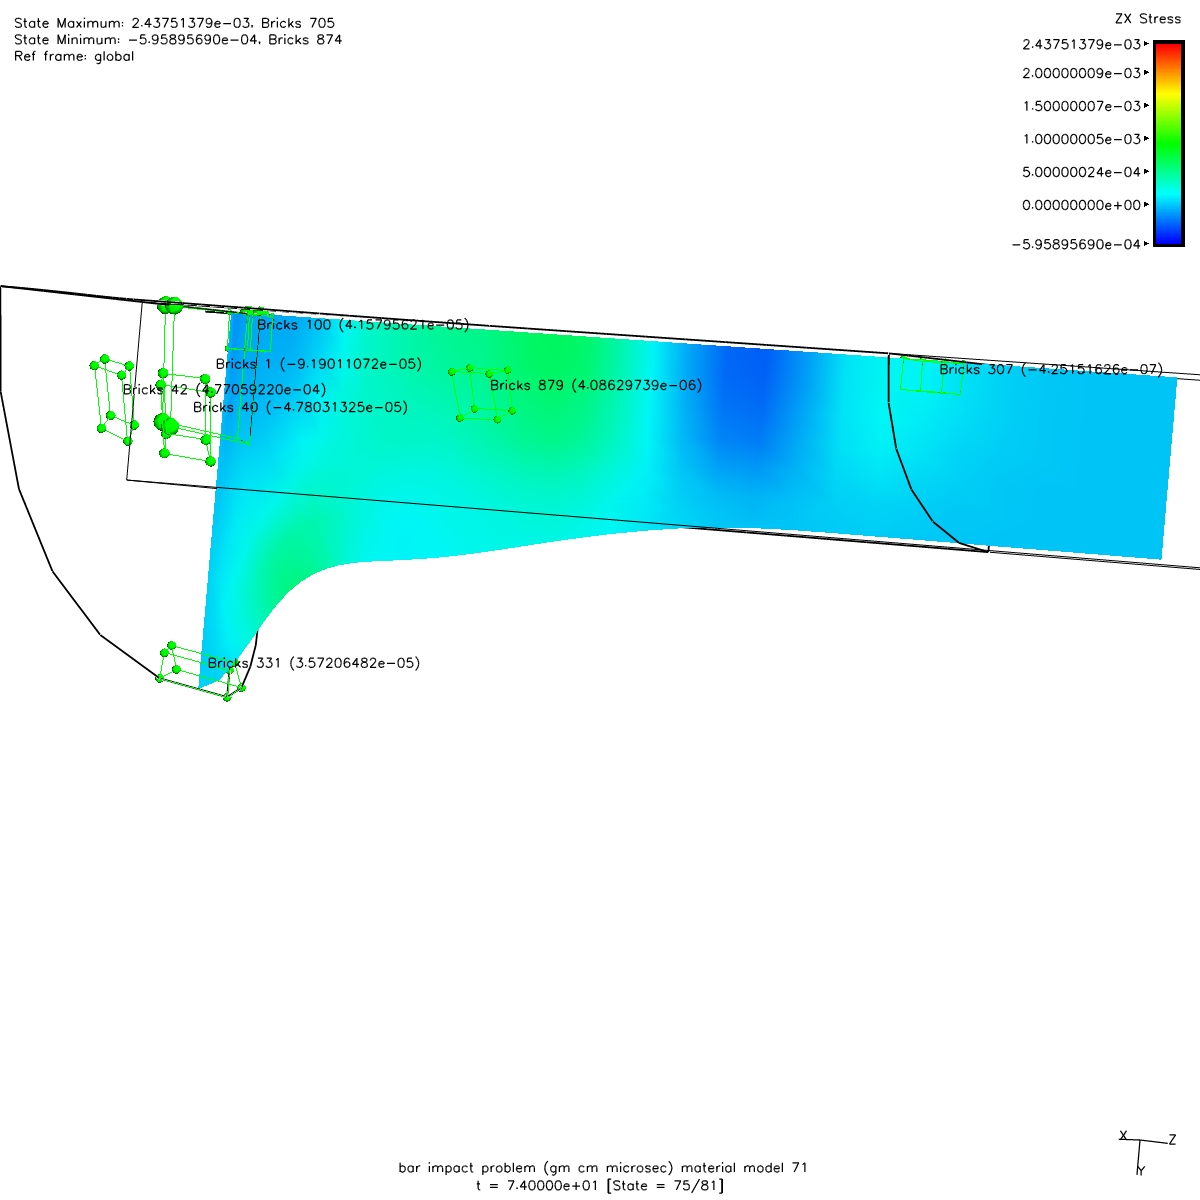 State Maximum: 2.43751379e-03, Bricks 705
State Minimum: -5.95895690e-04, Bricks 874
Ref frame: global
ZX Stress
2.43751379e-03
2.00000009e-03
1.50000007e-03
1.00000005e-03
5.00000024e-04
0.00000000e+00
-5.95895690e-04
Bricks 100 (4.15795621e-05)
Bricks 1 (-9.19011072e-05)
Bricks 307 (-4.25151626e-07)
Bricks 42 (4.77059220e-04)
Bricks 879 (4.08629739e-06)
Bricks 40 (-4.78031325e-05)
Bricks 331 (3.57206482e-05)
X
Z
Y
bar impact problem (gm cm microsec) material model 71
t = 7.40000e+01 [State = 75/81]